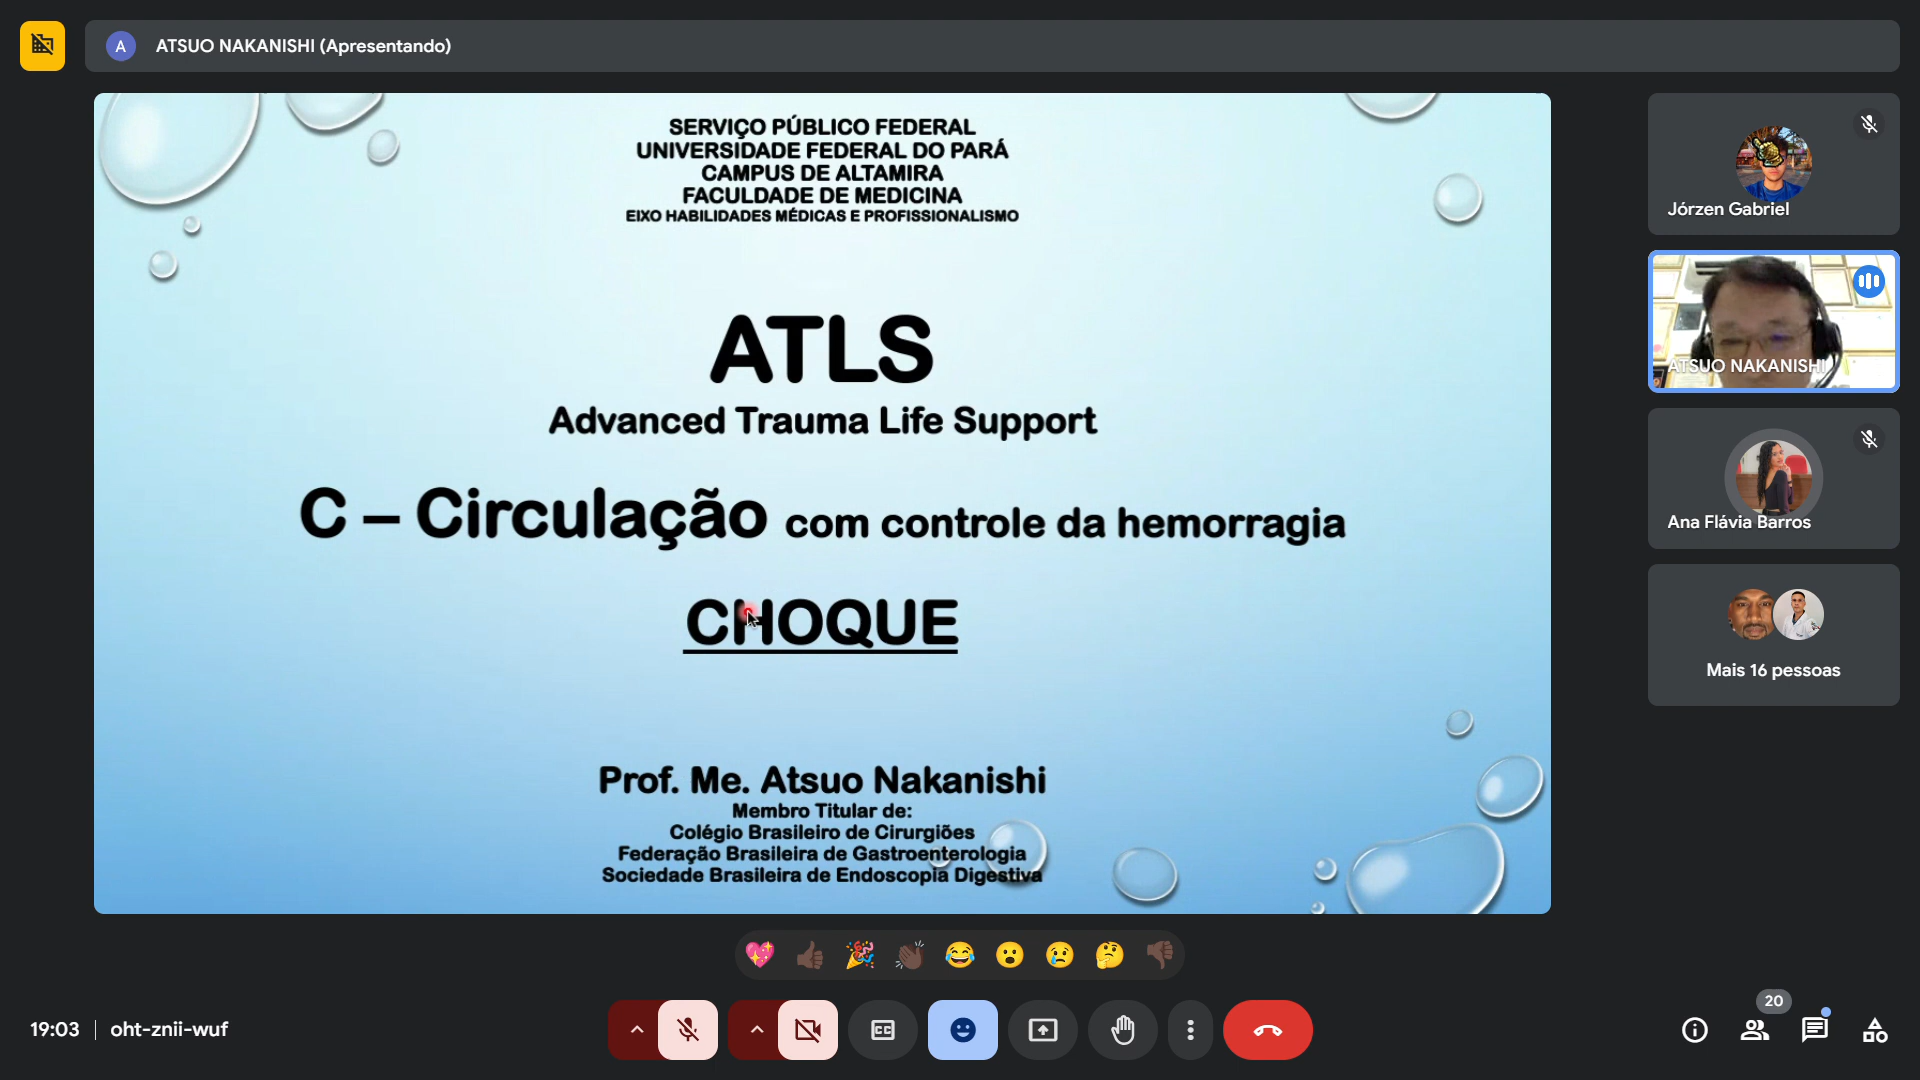 A ATSUO NAKANISHI (Apresentando)
SERVIÇO PÚBLICO FEDERAL
UNIVERSIDADE FEDERAL DO PARÁ
CAMPUS DE ALTAMIRA
FACULDADE DE MEDICINA
EIXO HABILIDADES MÉDICAS E PROFISSIONALISMO
ATLS
Advanced Trauma Life Support
C – Circulação com controle da hemorragia
CHOQUE
Prof. Me. Atsuo Nakanishi
Membro Titular de:
Colégio Brasileiro de Cirurgiões
Federação Brasileira de Gastroenterologia
Sociedade Brasileira de Endoscopia Digestiva
Jórzen Gabriel
ATSUO NAKANISHI
Ana Flávia Barros
Mais 16 pessoas
19:03 | oht-znii-wuf
CC
20